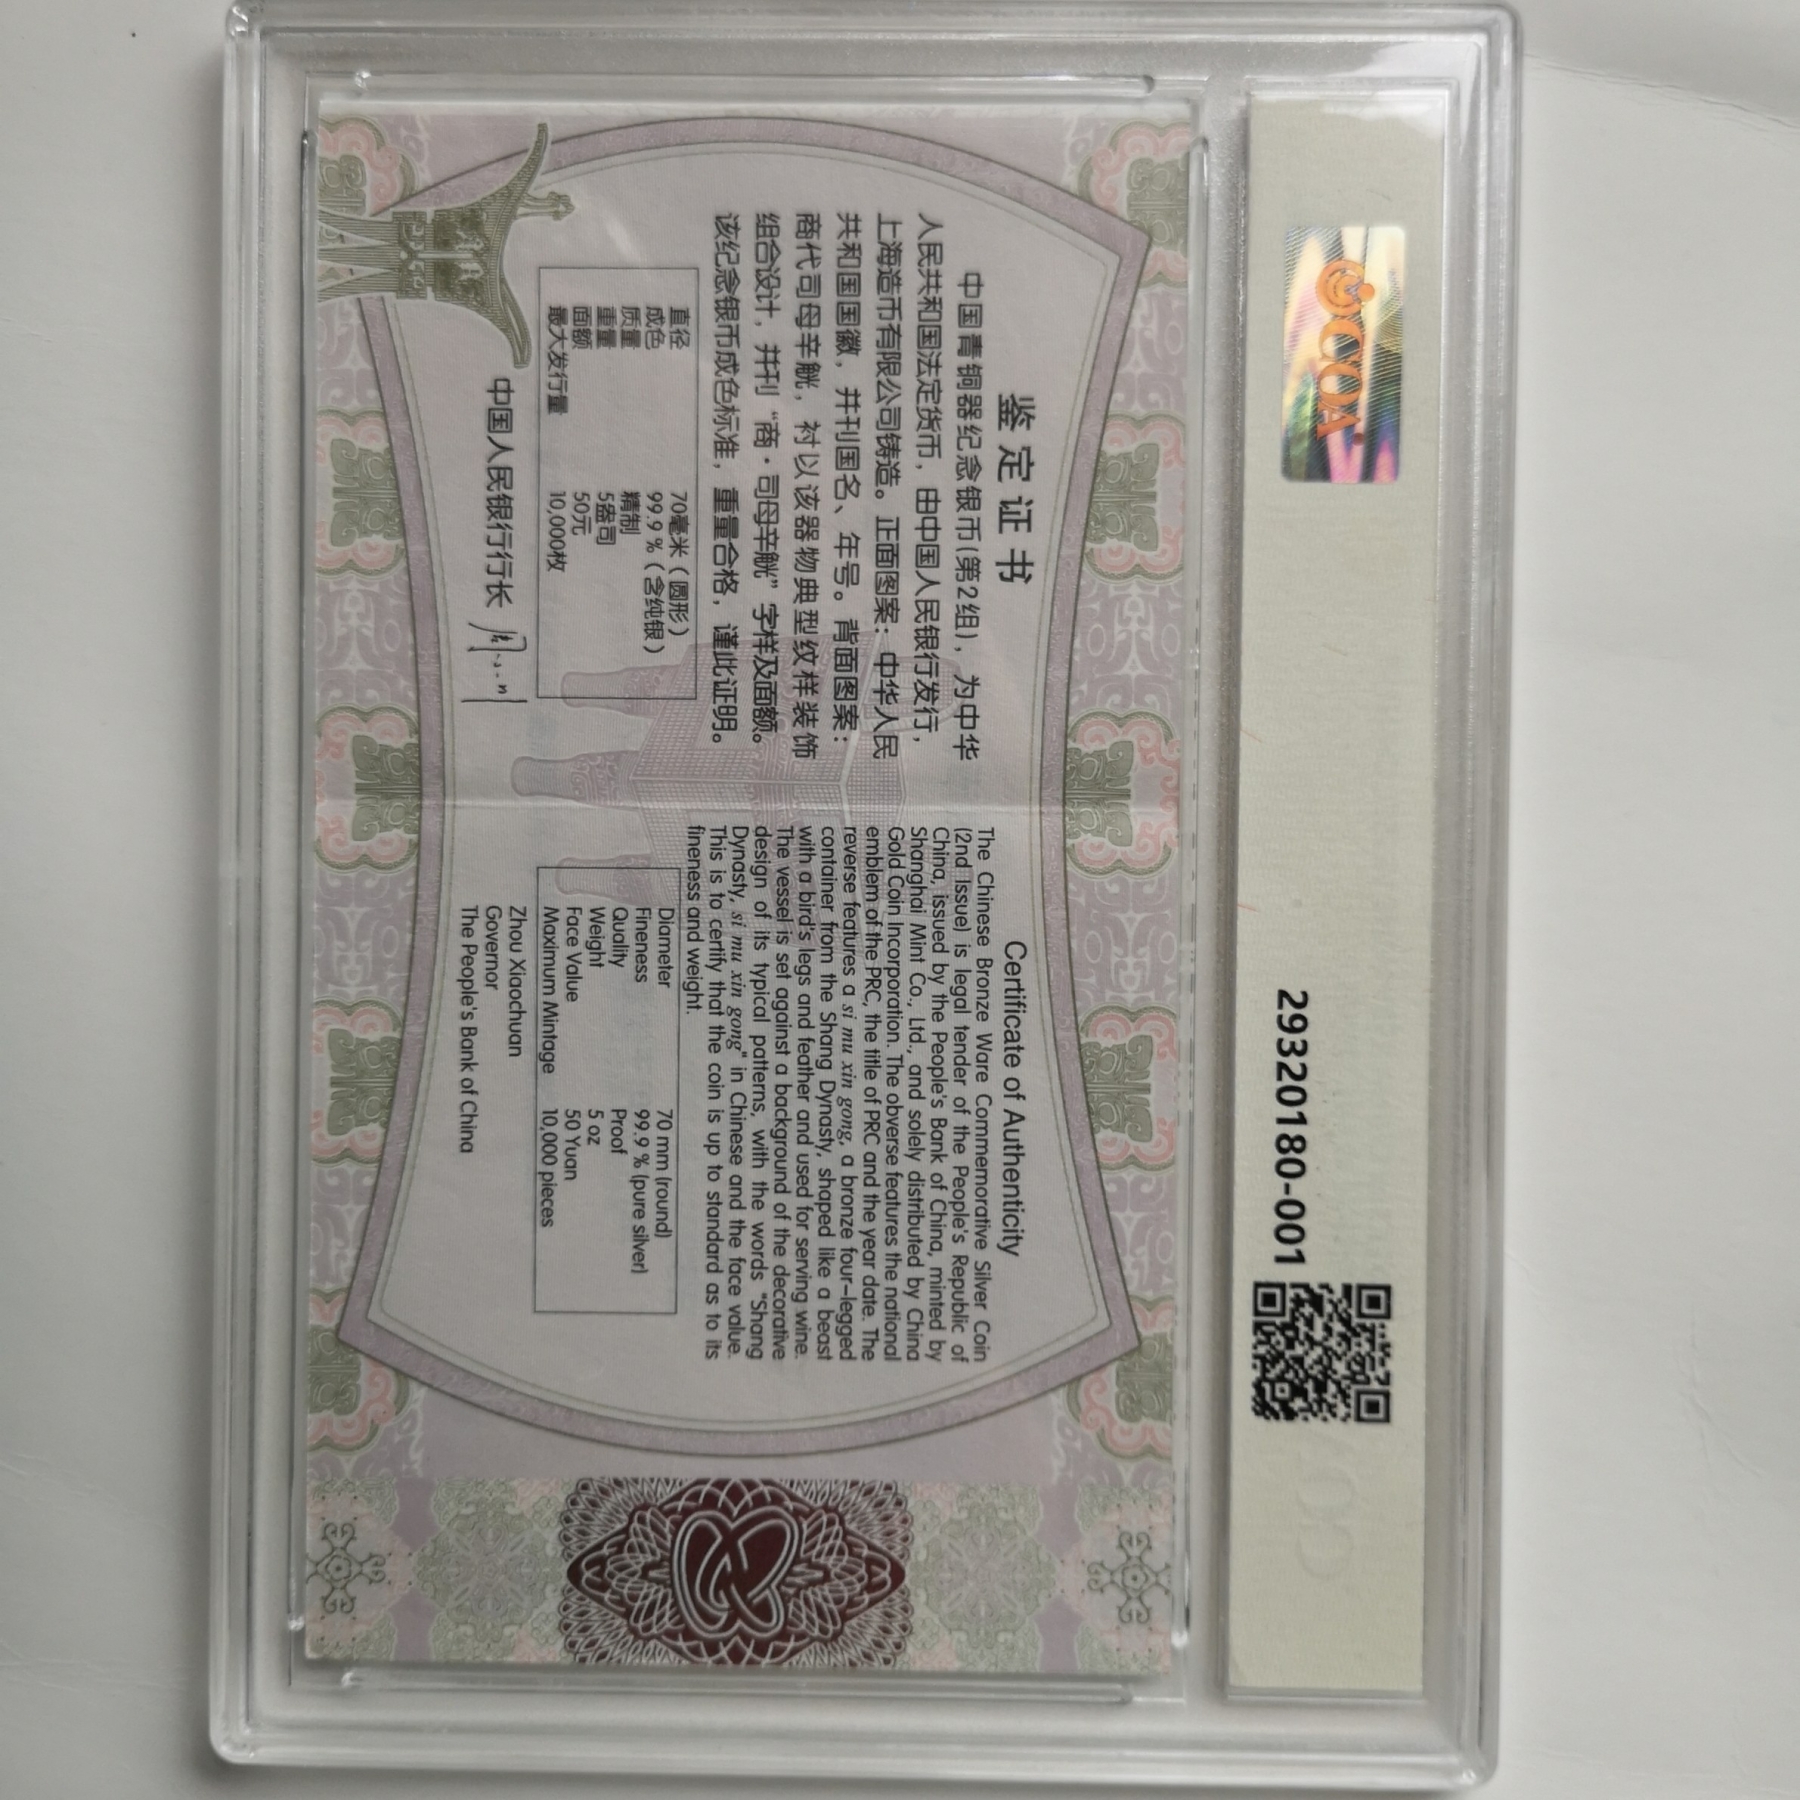 COA
29320180-001
鉴定证书
中国青铜器纪念银币(第2组)，为中华
人民共和国法定货币，由中国人民银行发行，
上海造币有限公司铸造。正面图案：中华人民
共和国国徽，并刊国名、年号。背面图案：
商代司母辛觥，衬以该器物典型纹样装饰
组合设计，并刊“商·司母辛觥”字样及面额。
该纪念银币成色标准，重量合格，谨此证明。
直径 70毫米（圆形）
成色 99.9％（含纯银）
质量 精制
重量 5盎司
面额 50元
最大发行量 10,000枚
中国人民银行行长
Certificate of Authenticity
The Chinese Bronze Ware Commemorative Silver Coin
(2nd Issue) is legal tender of the People's Republic of
China, issued by the People's Bank of China, minted by
Shanghai Mint Co., Ltd., and solely distributed by China
Gold Coin Incorporation. The obverse features the national
emblem of the PRC, the title of PRC and the year date. The
reverse features a si mu xin gong, a bronze four-legged
container from the Shang Dynasty, shaped like a beast
with a bird's legs and feather and used for serving wine.
The vessel is set against a background of the decorative
design of its typical patterns, with the words "Shang
Dynasty, si mu xin gong" in Chinese and the face value.
This is to certify that the coin is up to standard as to its
fineness and weight.
Diameter 70 mm (round)
Fineness 99.9 % (pure silver)
Quality Proof
Weight 5 oz
Face Value 50 Yuan
Maximum Mintage 10,000 pieces
Zhou Xiaochuan
Governor
The People's Bank of China